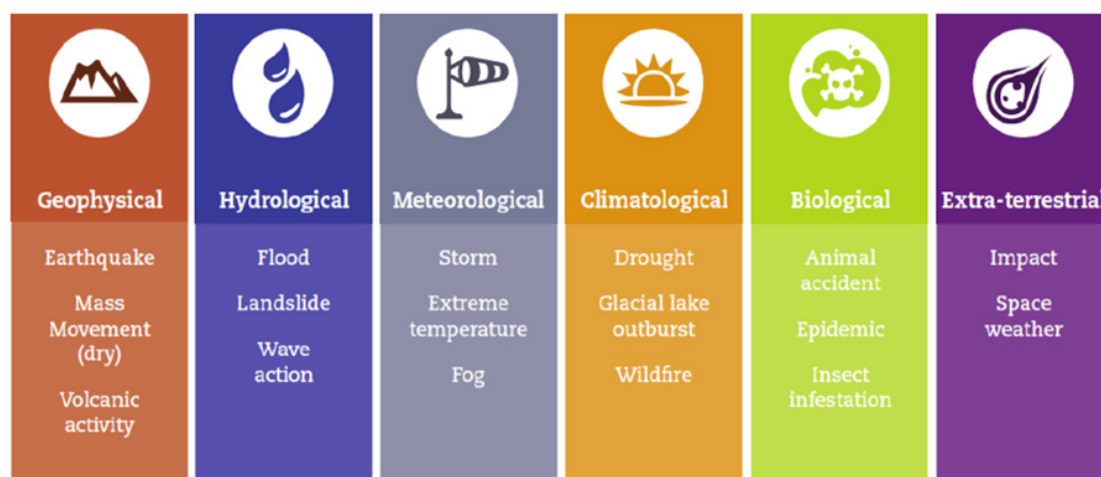 Geophysical
Earthquake
Mass
Movement
(dry)
Volcanic
activity
Hydrological
Flood
Landslide
Wave
action
Meteorological
Storm
Extreme
temperature
Fog
Climatological
Drought
Glacial lake
outburst
Wildfire
Biological
Animal
accident
Epidemic
Insect
infestation
Extra-terrestrial
Impact
Space
weather